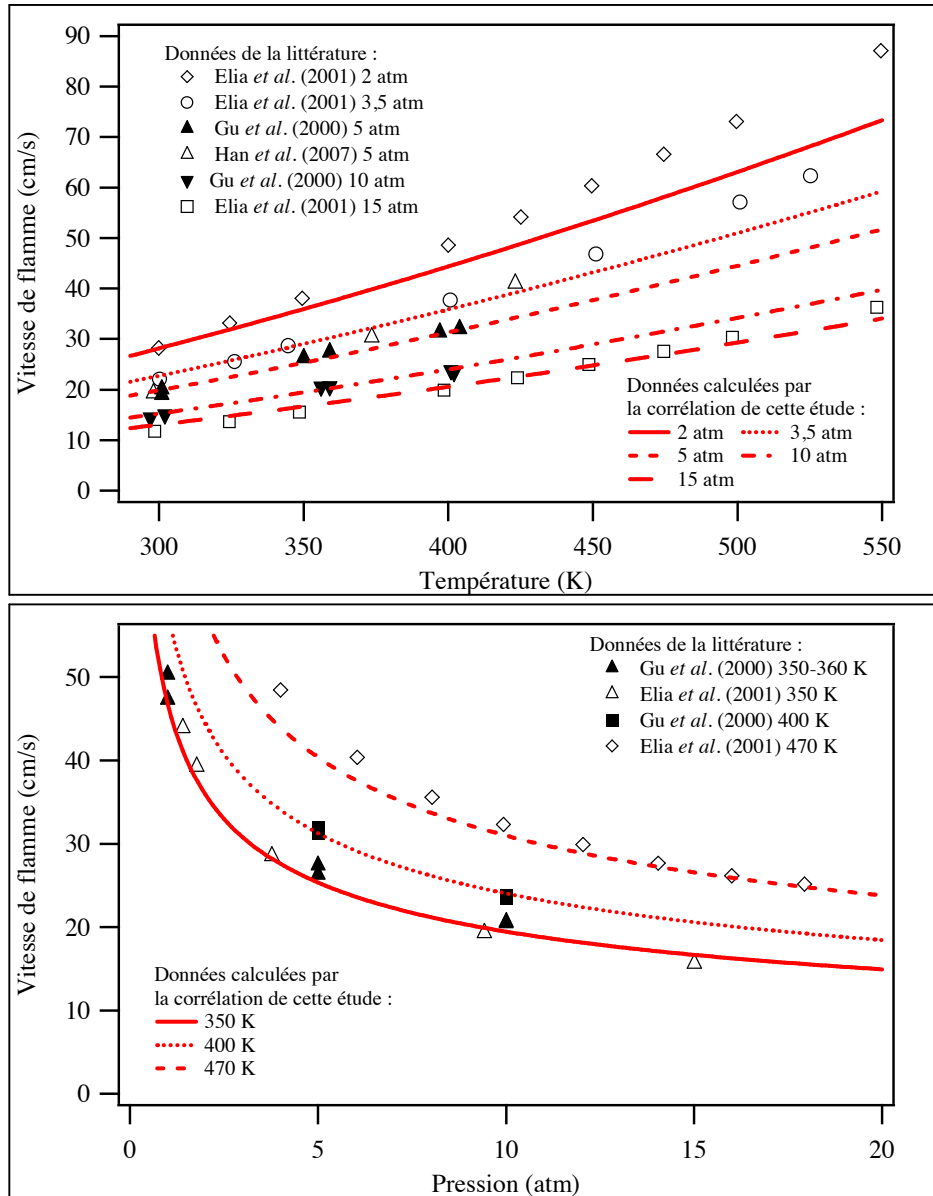 90
80
70
60
50
40
30
20
10
0
Vitesse de flamme (cm/s)
Données de la littérature :
Elia et al. (2001) 2 atm
Elia et al. (2001) 3,5 atm
Gu et al. (2000) 5 atm
Han et al. (2007) 5 atm
Gu et al. (2000) 10 atm
Elia et al. (2001) 15 atm
Données calculées par
la corrélation de cette étude :
2 atm 3,5 atm
5 atm 10 atm
15 atm
300 350 400 450 500 550
Température (K)
50
40
30
20
10
0
Vitesse de flamme (cm/s)
Données de la littérature :
Gu et al. (2000) 350-360 K
Elia et al. (2001) 350 K
Gu et al. (2000) 400 K
Elia et al. (2001) 470 K
Données calculées par
la corrélation de cette étude :
350 K
400 K
470 K
0 5 10 15 20
Pression (atm)